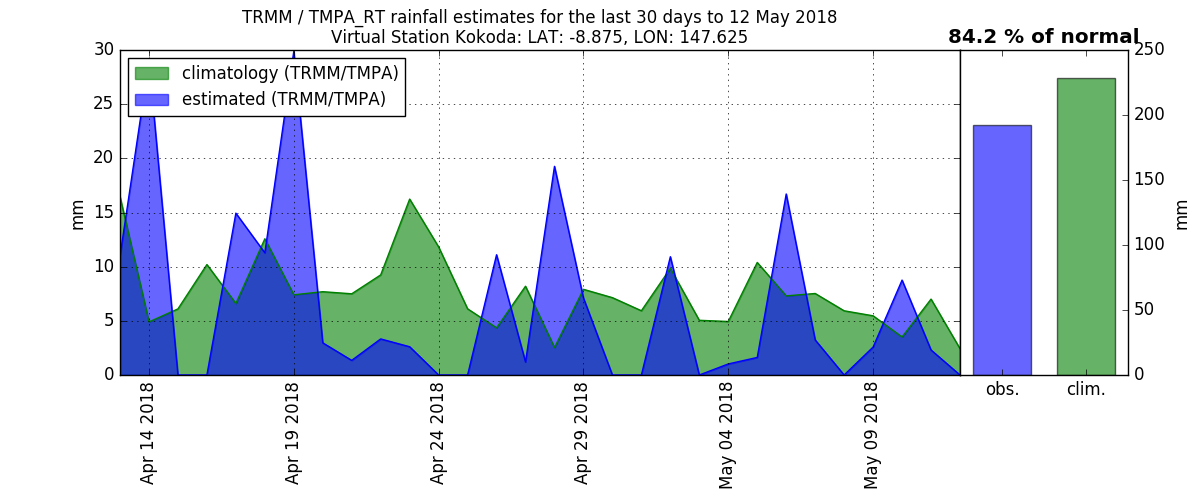 TRMM / TMPA_RT rainfall estimates for the last 30 days to 12 May 2018
Virtual Station Kokoda: LAT: -8.875, LON: 147.625
84.2 % of normal
climatology (TRMM/TMPA)
estimated (TRMM/TMPA)
30
25
20
15
10
5
0
mm
Apr 14 2018
Apr 19 2018
Apr 24 2018
Apr 29 2018
May 04 2018
May 09 2018
obs.
clim.
250
200
150
100
50
0
mm